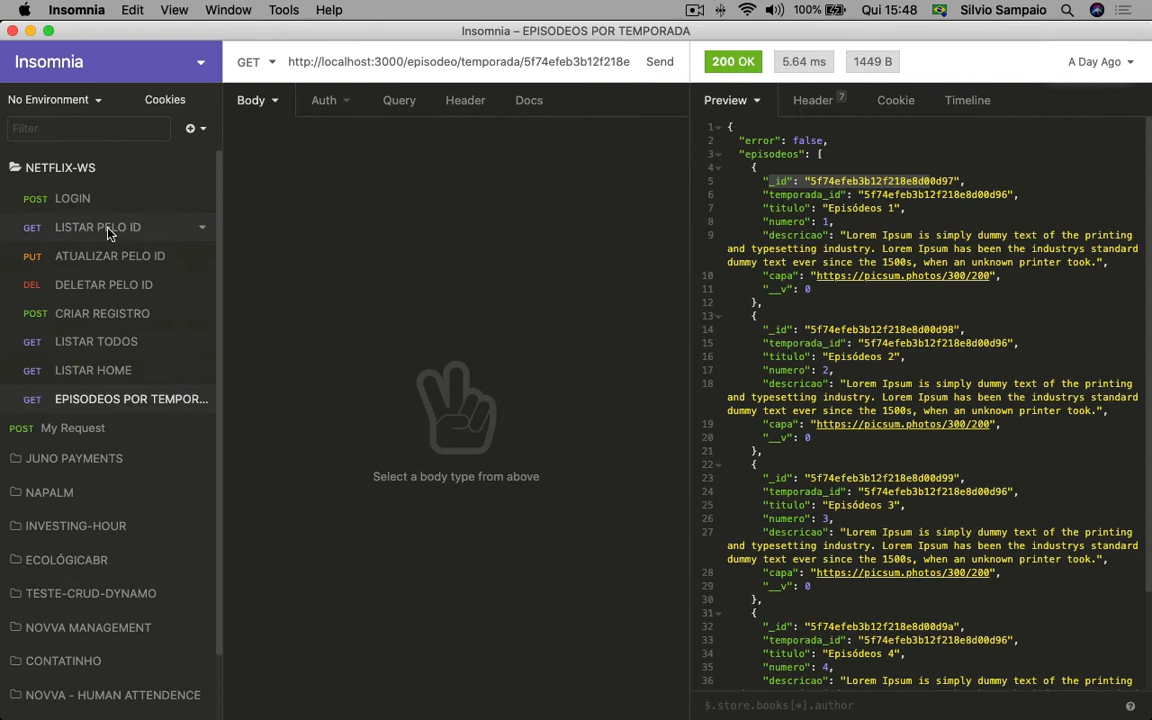 Insomnia Edit View Window Tools Help 100% Qui 15:48 Silvio Sampaio
Insomnia – EPISODEOS POR TEMPORADA
Insomnia
GET http://localhost:3000/episodeo/temporada/5f74efeb3b12f218e Send
200 OK 5.64 ms 1449 B A Day Ago
No Environment Cookies
Body Auth Query Header Docs
Preview Header 7 Cookie Timeline
Filter
NETFLIX-WS
POST LOGIN
GET LISTAR PELO ID
PUT ATUALIZAR PELO ID
DEL DELETAR PELO ID
POST CRIAR REGISTRO
GET LISTAR TODOS
GET LISTAR HOME
GET EPISODEOS POR TEMPOR...
POST My Request
JUNO PAYMENTS
NAPALM
INVESTING-HOUR
ECOLÓGICABR
TESTE-CRUD-DYNAMO
NOVVA MANAGEMENT
CONTATINHO
NOVVA - HUMAN ATTENDENCE
Select a body type from above
1 {
2 "error": false,
3 "episodeos": [
4 {
5 "_id": "5f74efeb3b12f218e8d00d97",
6 "temporada_id": "5f74efeb3b12f218e8d00d96",
7 "titulo": "Episódeos 1",
8 "numero": 1,
9 "descricao": "Lorem Ipsum is simply dummy text of the printing
and typesetting industry. Lorem Ipsum has been the industrys standard
dummy text ever since the 1500s, when an unknown printer took.",
10 "capa": "https://picsum.photos/300/200",
11 "__v": 0
12 },
13 {
14 "_id": "5f74efeb3b12f218e8d00d98",
15 "temporada_id": "5f74efeb3b12f218e8d00d96",
16 "titulo": "Episódeos 2",
17 "numero": 2,
18 "descricao": "Lorem Ipsum is simply dummy text of the printing
and typesetting industry. Lorem Ipsum has been the industrys standard
dummy text ever since the 1500s, when an unknown printer took.",
19 "capa": "https://picsum.photos/300/200",
20 "__v": 0
21 },
22 {
23 "_id": "5f74efeb3b12f218e8d00d99",
24 "temporada_id": "5f74efeb3b12f218e8d00d96",
25 "titulo": "Episódeos 3",
26 "numero": 3,
27 "descricao": "Lorem Ipsum is simply dummy text of the printing
and typesetting industry. Lorem Ipsum has been the industrys standard
dummy text ever since the 1500s, when an unknown printer took.",
28 "capa": "https://picsum.photos/300/200",
29 "__v": 0
30 },
31 {
32 "_id": "5f74efeb3b12f218e8d00d9a",
33 "temporada_id": "5f74efeb3b12f218e8d00d96",
34 "titulo": "Episódeos 4",
35 "numero": 4,
36 "descricao": "Lorem Ipsum is simply dummy text of the printing
$.store.books[*].author